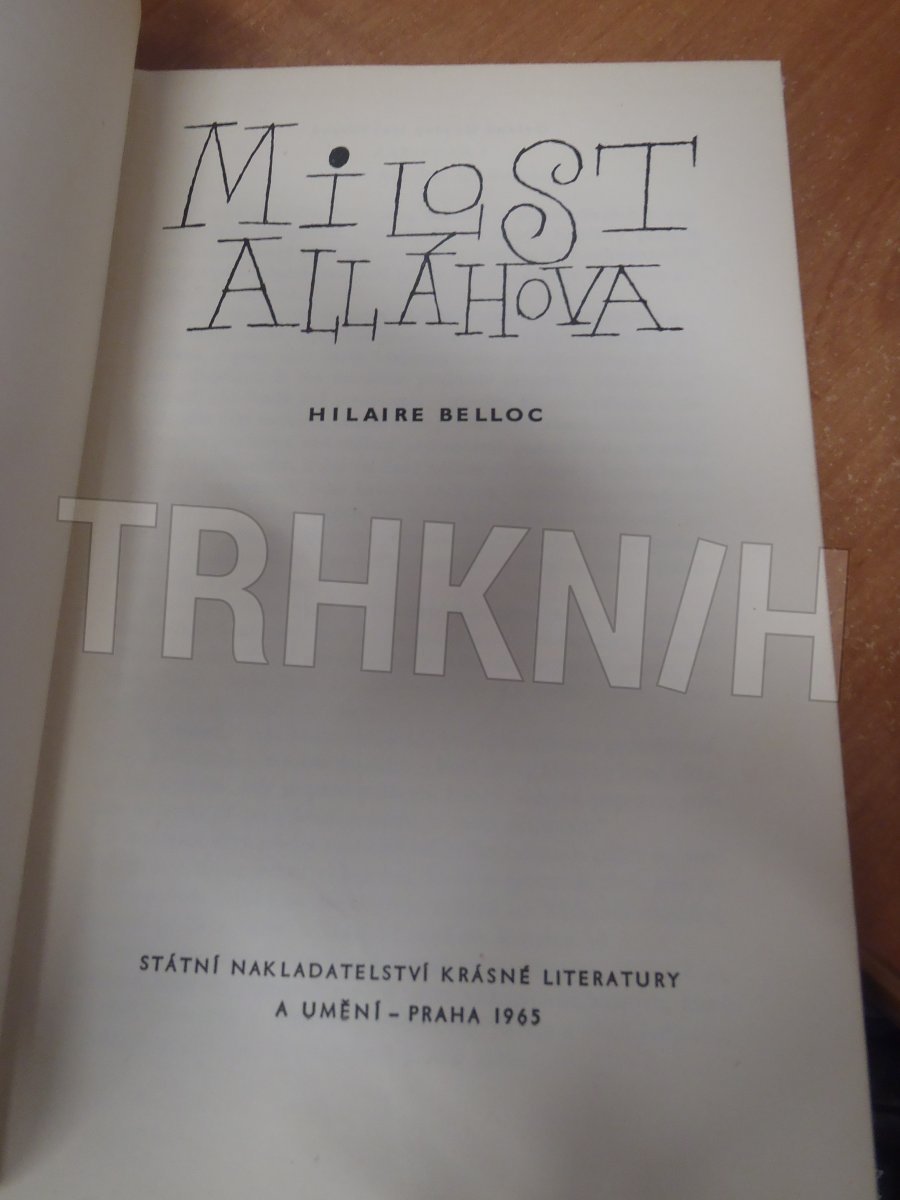 MiLOST
ALLÁHOVA
HILAIRE BELLOC
TRHKNIH
STÁTNÍ NAKLADATELSTVÍ KRÁSNÉ LITERATURY
A UMĚNÍ – PRAHA 1965